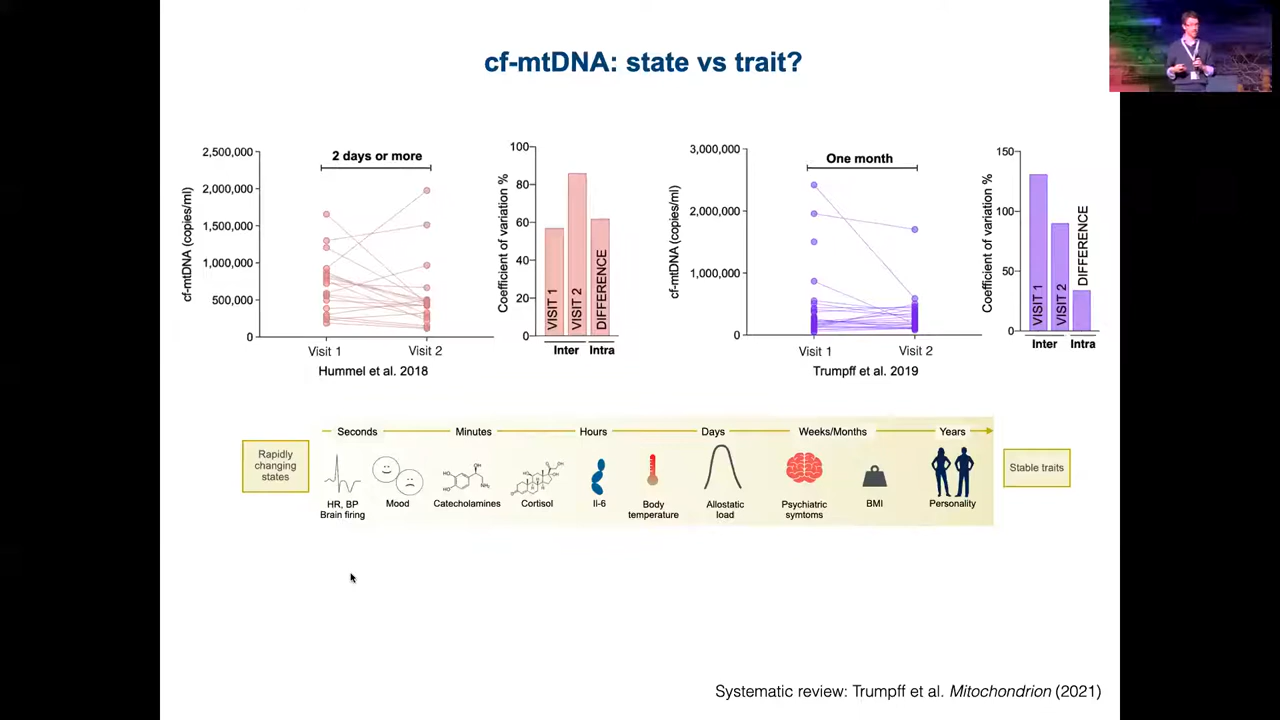 cf-mtDNA: state vs trait?
2,500,000
2,000,000
1,500,000
1,000,000
500,000
0
cf-mtDNA (copies/ml)
2 days or more
Visit 1
Visit 2
Hummel et al. 2018
100
80
60
40
20
0
Coefficient of variation %
VISIT 1
VISIT 2
DIFFERENCE
Inter
Intra
3,000,000
2,000,000
1,000,000
0
cf-mtDNA (copies/ml)
One month
Visit 1
Visit 2
Trumpff et al. 2019
150
100
50
0
Coefficient of variation %
VISIT 1
VISIT 2
DIFFERENCE
Inter
Intra
Rapidly
changing
states
Seconds
Minutes
Hours
Days
Weeks/Months
Years
HO
HO
OH
NH₂
HR, BP
Brain firing
Mood
Catecholamines
Cortisol
Il-6
Body
temperature
Allostatic
load
Psychiatric
symtoms
BMI
Personality
Stable traits
Systematic review: Trumpff et al. Mitochondrion (2021)